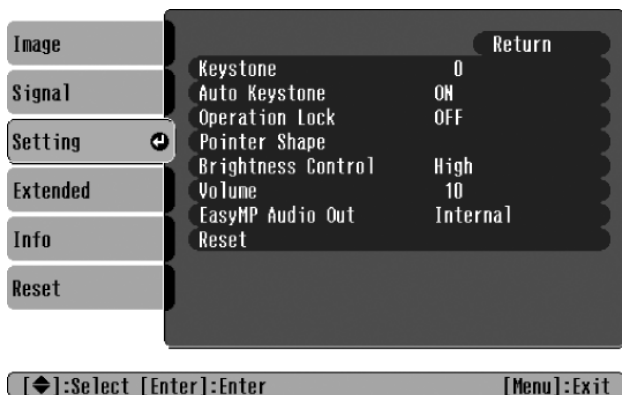 Image
Signal
Setting
Extended
Info
Reset
Return
Keystone 0
Auto Keystone ON
Operation Lock OFF
Pointer Shape
Brightness Control High
Volume 10
EasyMP Audio Out Internal
Reset
[◆]:Select [Enter]:Enter [Menu]:Exit